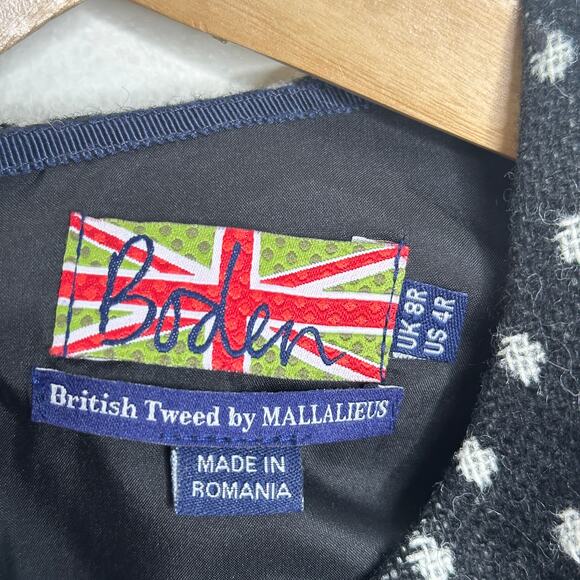 Boden
UK 8R
US 4R
British Tweed by MALLALIEUS
MADE IN
ROMANIA